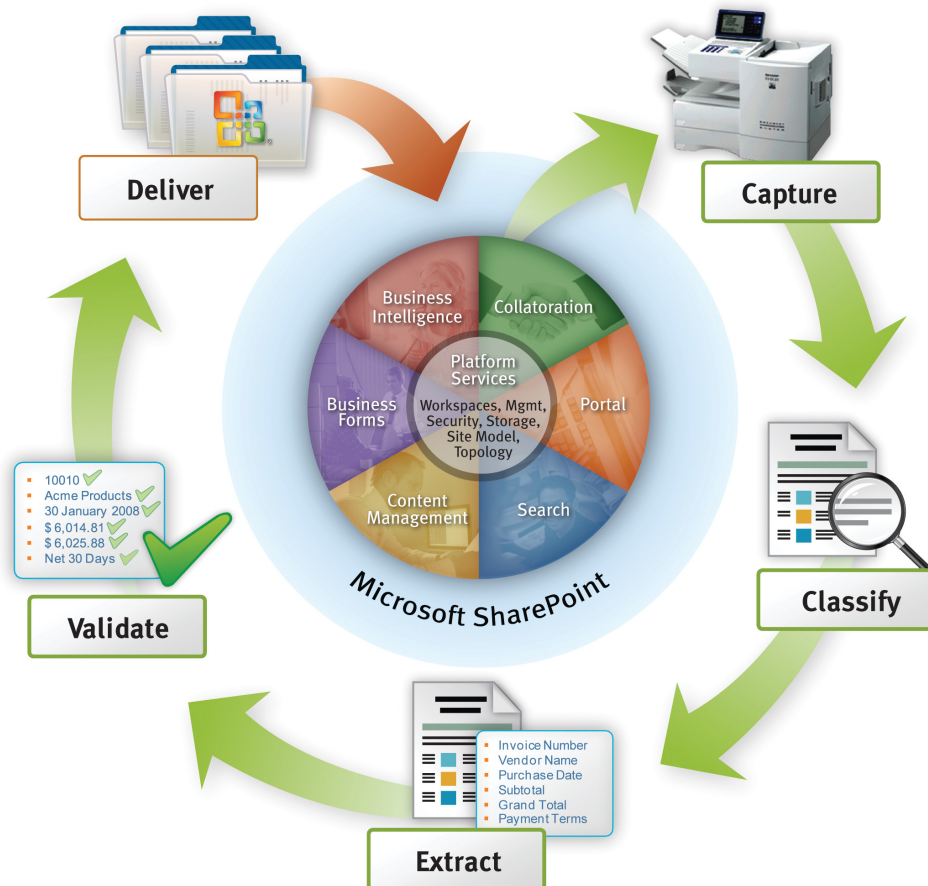 Deliver
Capture
Business
Intelligence
Collatoration
Platform
Services
Workspaces, Mgmt,
Security, Storage,
Site Model,
Topology
Business
Forms
Portal
Content
Management
Search
Microsoft SharePoint
Classify
10010
Acme Products
30 January 2008
$ 6,014.81
$ 6,025.88
Net 30 Days
Validate
Invoice Number
Vendor Name
Purchase Date
Subtotal
Grand Total
Payment Terms
Extract